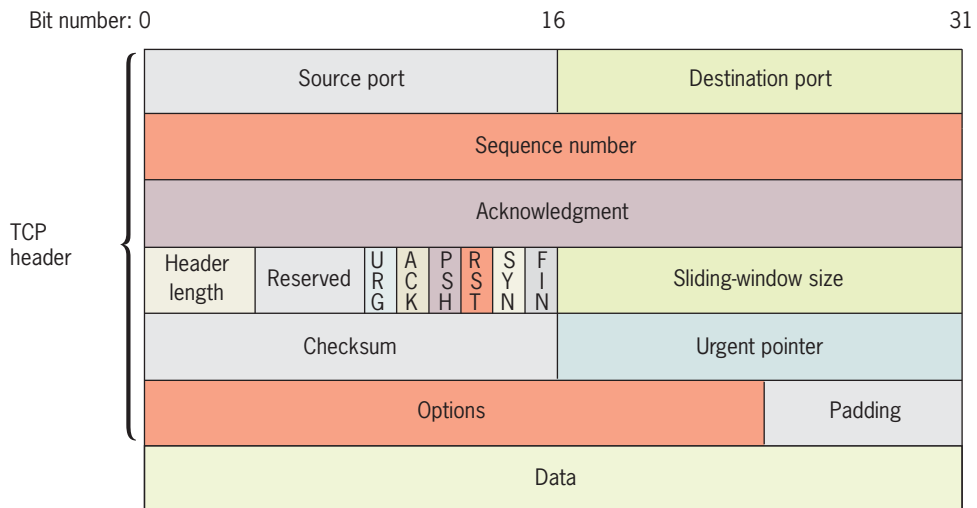 Bit number: 0 16 31
Source port Destination port
Sequence number
Acknowledgment
TCP
header
Header
length
Reserved
URG
ACK
PSH
RST
SYN
FIN
Sliding-window size
Checksum Urgent pointer
Options Padding
Data